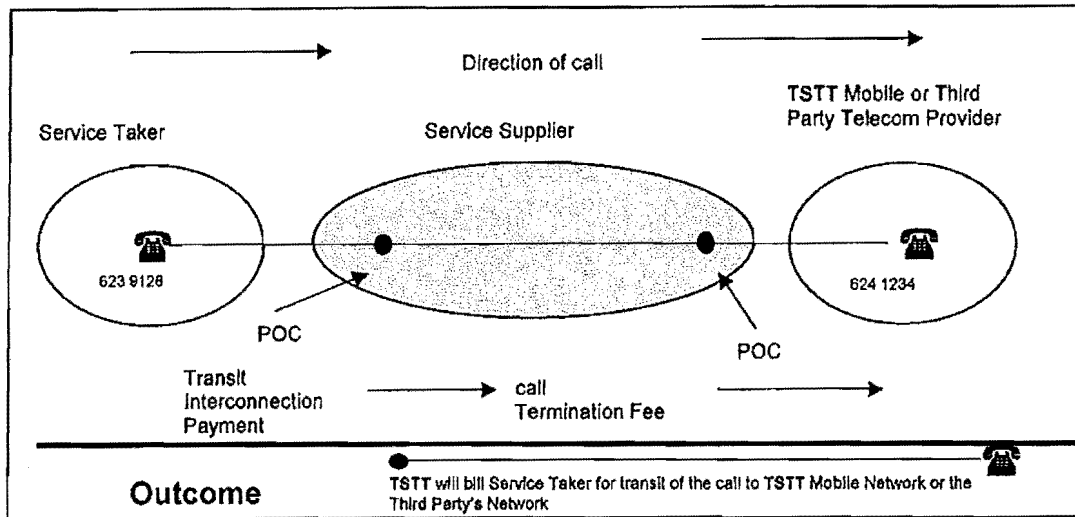 Direction of call
TSTT Mobile or Third
Party Telecom Provider
Service Taker
Service Supplier
623 9128
624 1234
POC
POC
Transit
Interconnection
Payment
call
Termination Fee
Outcome
TSTT will bill Service Taker for transit of the call to TSTT Mobile Network or the
Third Party's Network